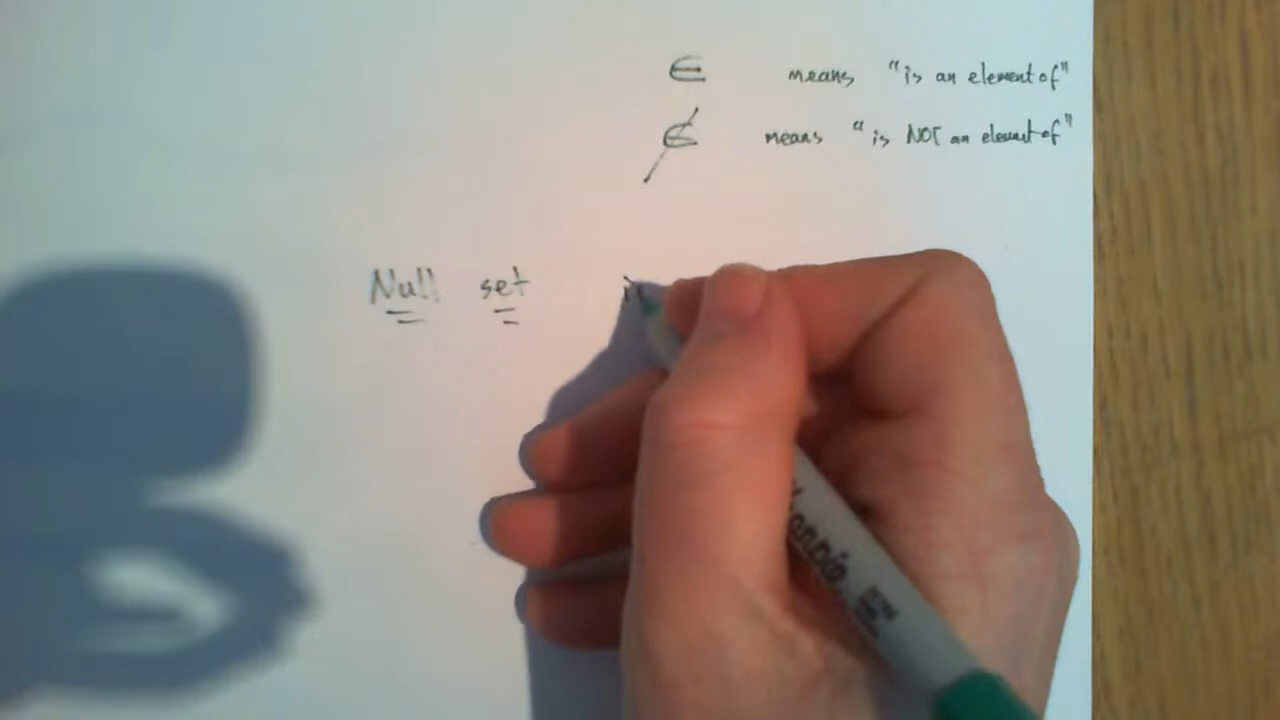 ∈ means "is an element of"
∉ means "is NOT an element of"
Null set